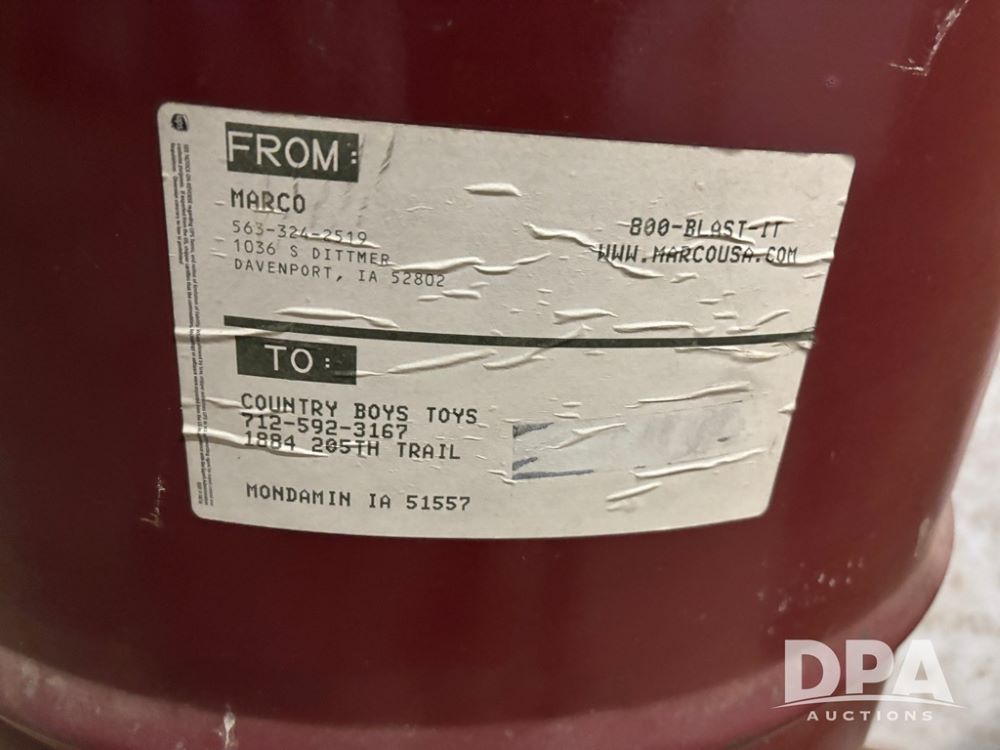 FROM:
MARCO
563-324-2519
1036 S DITTMER
DAVENPORT, IA 52802
800-BLAST-IT
WWW.MARCOUSA.COM
TO:
COUNTRY BOYS TOYS
712-592-3167
1884 205TH TRAIL
MONDAMIN IA 51557
DPA
AUCTIONS